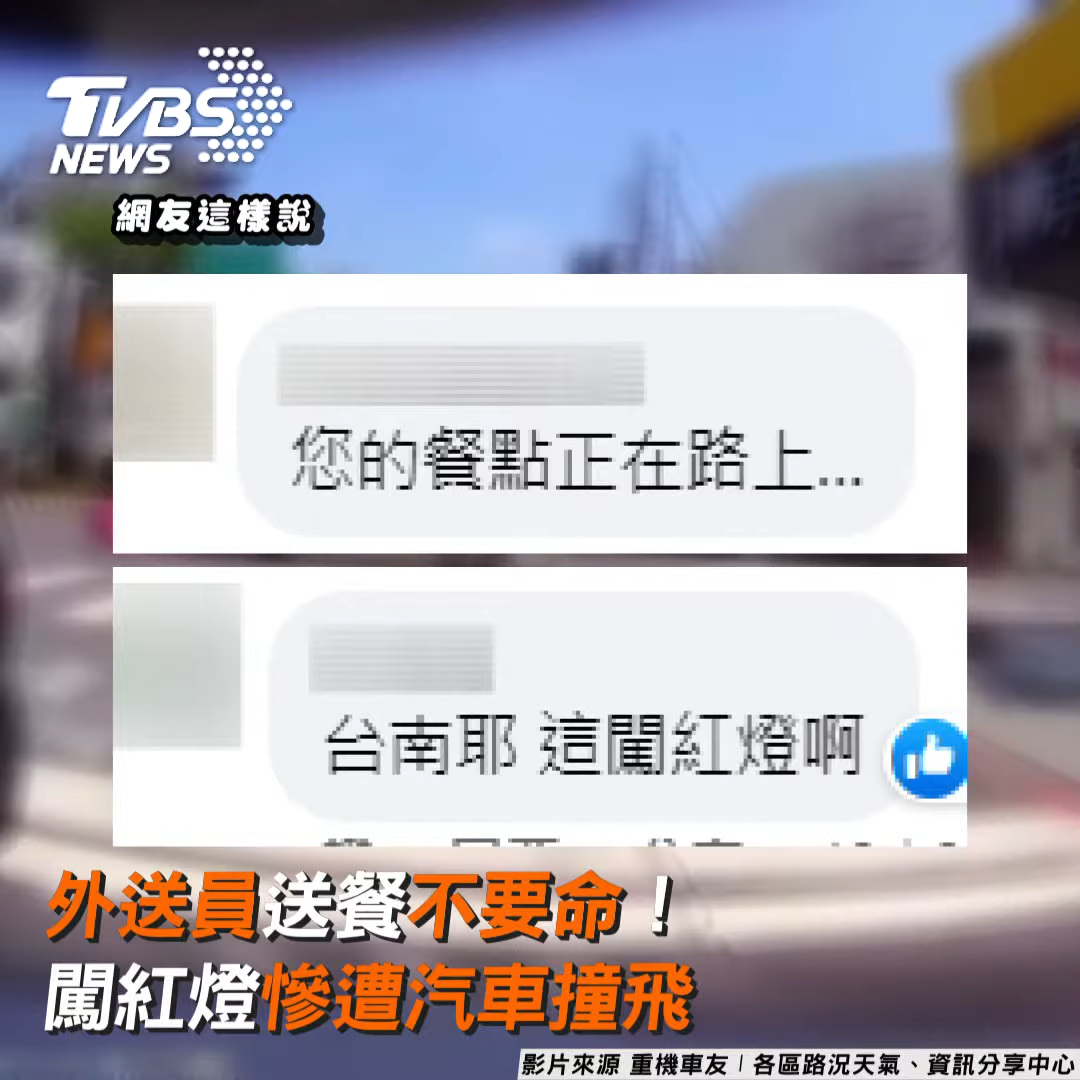 TVBS
NEWS
網友這樣說
您的餐點正在路上...
台南耶 這闖紅燈啊
外送員送餐不要命！
闖紅燈慘遭汽車撞飛
影片來源 重機車友｜各區路況天氣、資訊分享中心